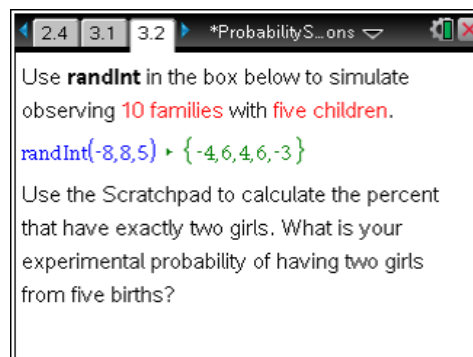 2.4 3.1 3.2 *ProbabilityS...ons
Use randInt in the box below to simulate
observing 10 families with five children.
randInt(-8,8,5) ▸ {-4,6,4,6,-3}
Use the Scratchpad to calculate the percent
that have exactly two girls. What is your
experimental probability of having two girls
from five births?